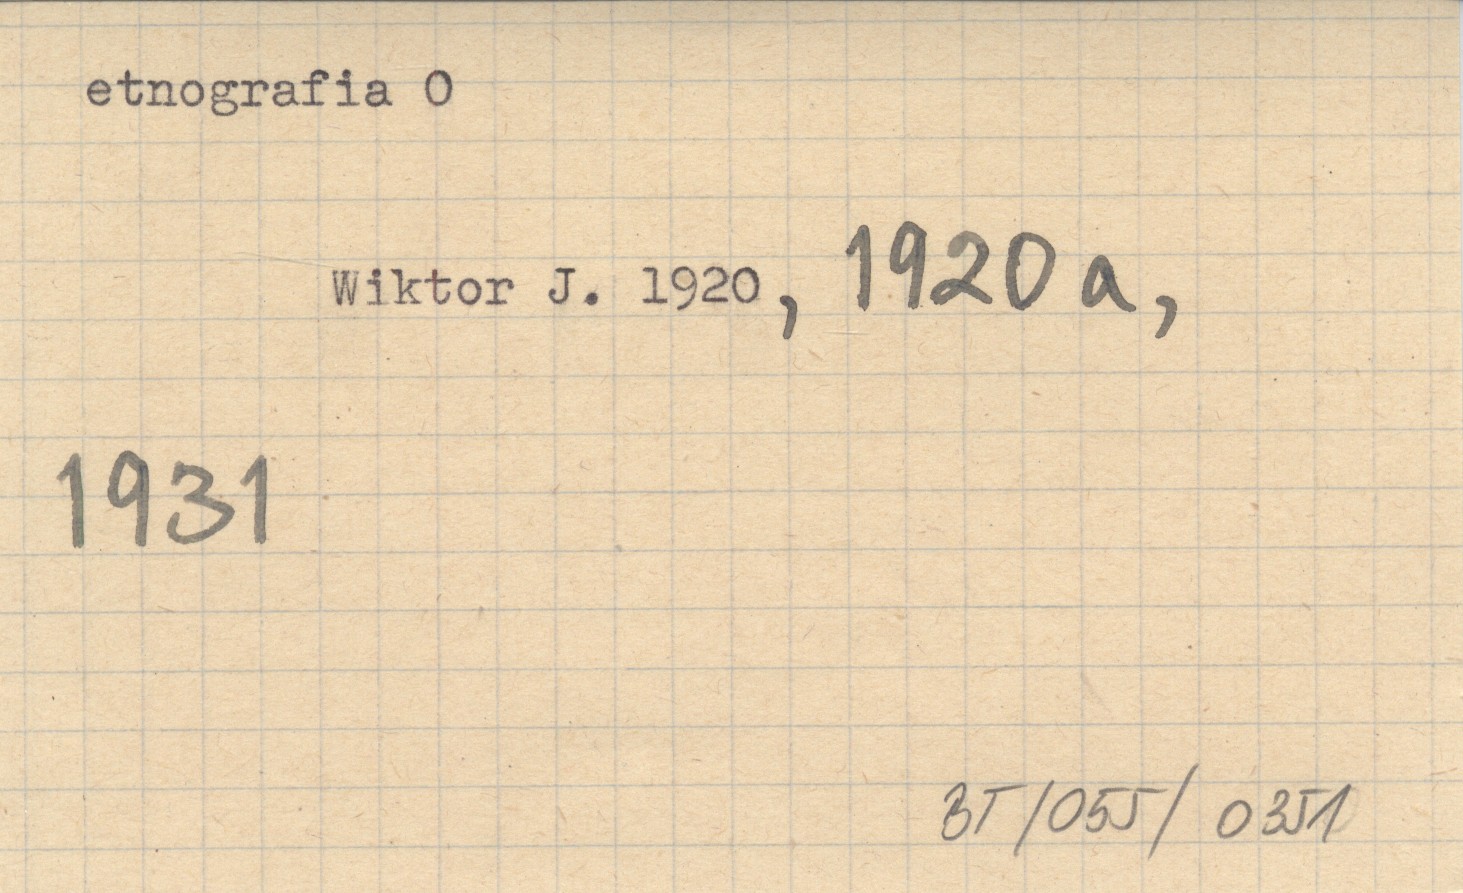 etnografia O
Wiktor J. 1920, 1920a,
1931
BT/055/0351